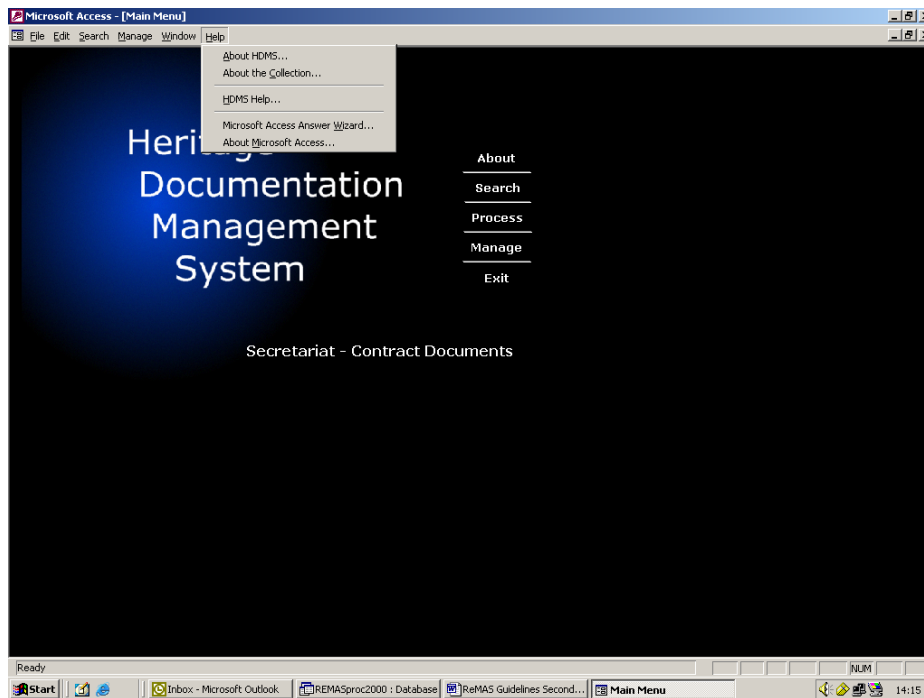 Microsoft Access - [Main Menu]
File Edit Search Manage Window Help
About HDMS...
About the Collection...
HDMS Help...
Microsoft Access Answer Wizard...
About Microsoft Access...
Documentation
Management
System
About
Search
Process
Manage
Exit
Secretariat - Contract Documents
Ready
NUM
Start
Inbox - Microsoft Outlook
REMASproc2000 : Database
ReMAS Guidelines Second...
Main Menu
14:15